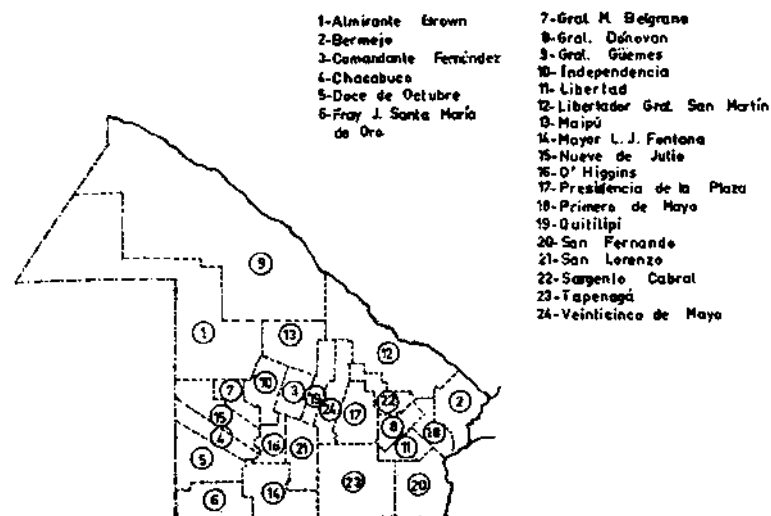 1-Almirante Brown
2-Bermejo
3-Comandante Fernández
4-Chacabuco
5-Doce de Octubre
6-Fray J. Santa María
de Oro
7-Gral M. Belgrano
8-Gral. Dónovan
9-Gral. Güemes
10-Independencia
11-Libertad
12-Libertador Gral. San Martín
13-Maipú
14-Mayor L. J. Fontana
15-Nueve de Julio
16-O' Higgins
17-Presidencia de la Plaza
18-Primero de Mayo
19-Quitilipi
20-San Fernando
21-San Lorenzo
22-Sargento Cabral
23-Tapenagá
24-Veinticinco de Mayo
9
1
13
12
7
10
3
19
24
17
22
2
15
8
18
4
16
21
11
5
6
14
23
20